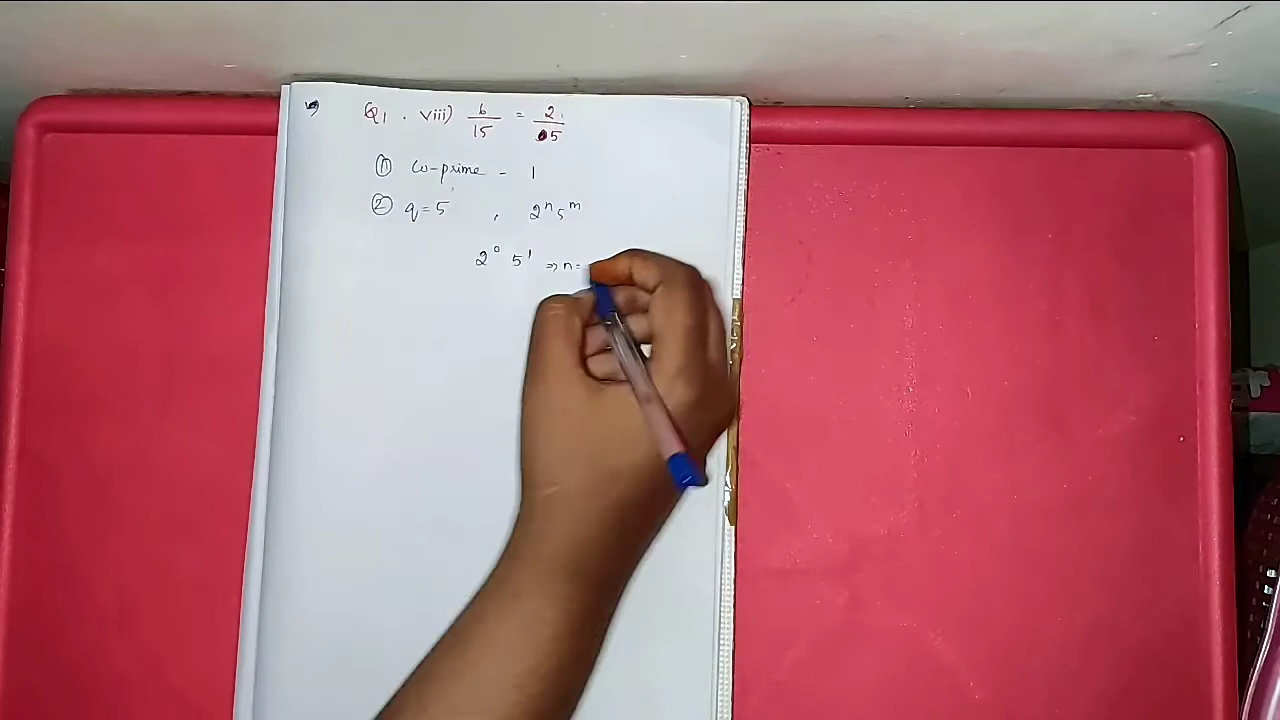 Q1 . viii) 6/15 = 2/5
① co-prime - 1
② q = 5 , 2ⁿ5ᵐ
2⁰ 5¹ ⇒ n =